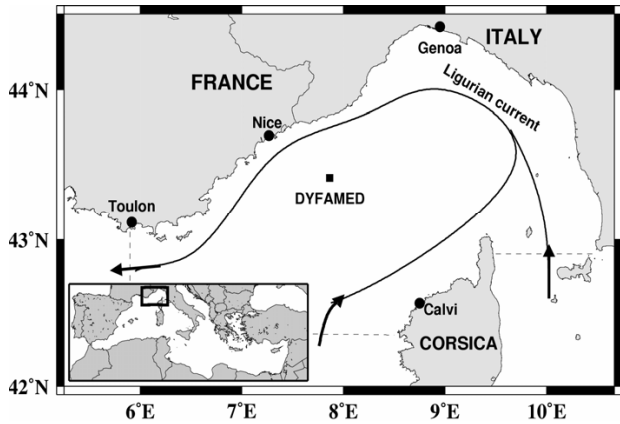 ITALY
Genoa
FRANCE
44°N
Ligurian current
Nice
DYFAMED
Toulon
43°N
Calvi
CORSICA
42°N
6°E
7°E
8°E
9°E
10°E